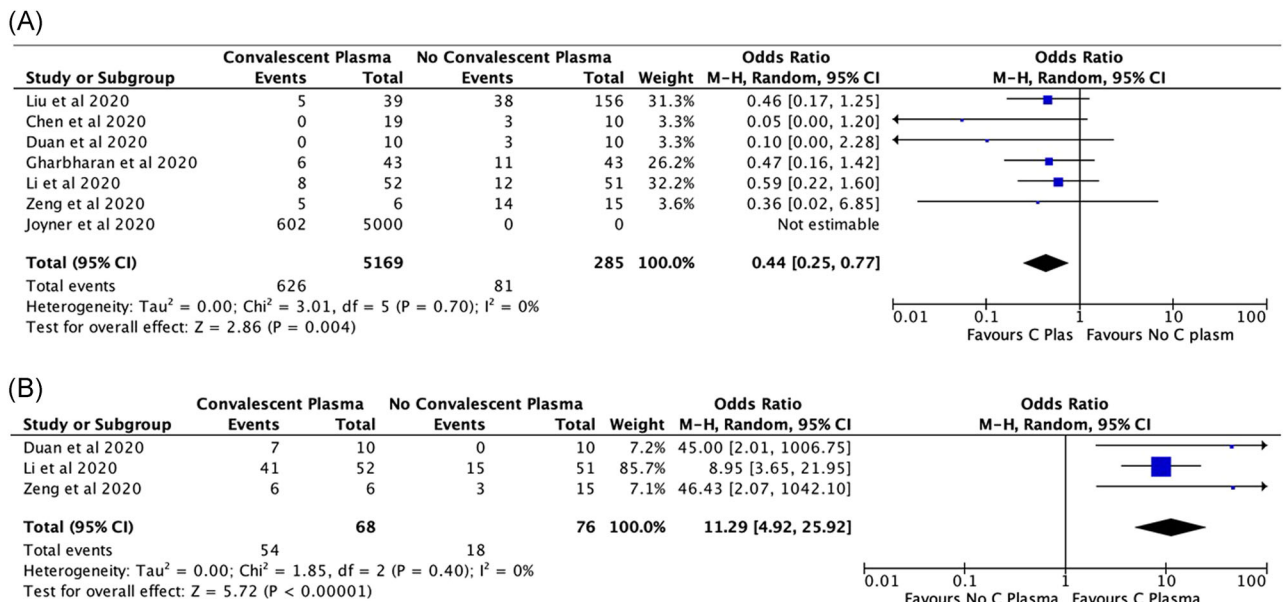 (A)
Convalescent Plasma No Convalescent Plasma Odds Ratio Odds Ratio
Study or Subgroup Events Total Events Total Weight M-H, Random, 95% CI M-H, Random, 95% CI
Liu et al 2020 5 39 38 156 31.3% 0.46 [0.17, 1.25]
Chen et al 2020 0 19 3 10 3.3% 0.05 [0.00, 1.20]
Duan et al 2020 0 10 3 10 3.3% 0.10 [0.00, 2.28]
Gharbharan et al 2020 6 43 11 43 26.2% 0.47 [0.16, 1.42]
Li et al 2020 8 52 12 51 32.2% 0.59 [0.22, 1.60]
Zeng et al 2020 5 6 14 15 3.6% 0.36 [0.02, 6.85]
Joyner et al 2020 602 5000 0 0 Not estimable
Total (95% CI) 5169 285 100.0% 0.44 [0.25, 0.77]
Total events 626 81
Heterogeneity: Tau² = 0.00; Chi² = 3.01, df = 5 (P = 0.70); I² = 0%
Test for overall effect: Z = 2.86 (P = 0.004)
0.01 0.1 1 10 100
Favours C Plas Favours No C plasm
(B)
Convalescent Plasma No Convalescent Plasma Odds Ratio Odds Ratio
Study or Subgroup Events Total Events Total Weight M-H, Random, 95% CI M-H, Random, 95% CI
Duan et al 2020 7 10 0 10 7.2% 45.00 [2.01, 1006.75]
Li et al 2020 41 52 15 51 85.7% 8.95 [3.65, 21.95]
Zeng et al 2020 6 6 3 15 7.1% 46.43 [2.07, 1042.10]
Total (95% CI) 68 76 100.0% 11.29 [4.92, 25.92]
Total events 54 18
Heterogeneity: Tau² = 0.00; Chi² = 1.85, df = 2 (P = 0.40); I² = 0%
Test for overall effect: Z = 5.72 (P < 0.00001)
0.01 0.1 1 10 100
Favours No C Plasma Favours C Plasma